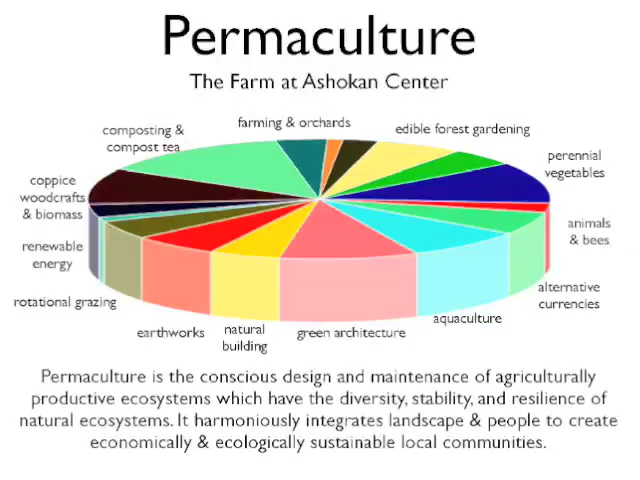 Permaculture
The Farm at Ashokan Center
farming & orchards
composting &
compost tea
edible forest gardening
perennial
vegetables
coppice
woodcrafts
& biomass
animals
& bees
renewable
energy
alternative
currencies
rotational grazing
aquaculture
earthworks
natural
building
green architecture
Permaculture is the conscious design and maintenance of agriculturally
productive ecosystems which have the diversity, stability, and resilience of
natural ecosystems. It harmoniously integrates landscape & people to create
economically & ecologically sustainable local communities.